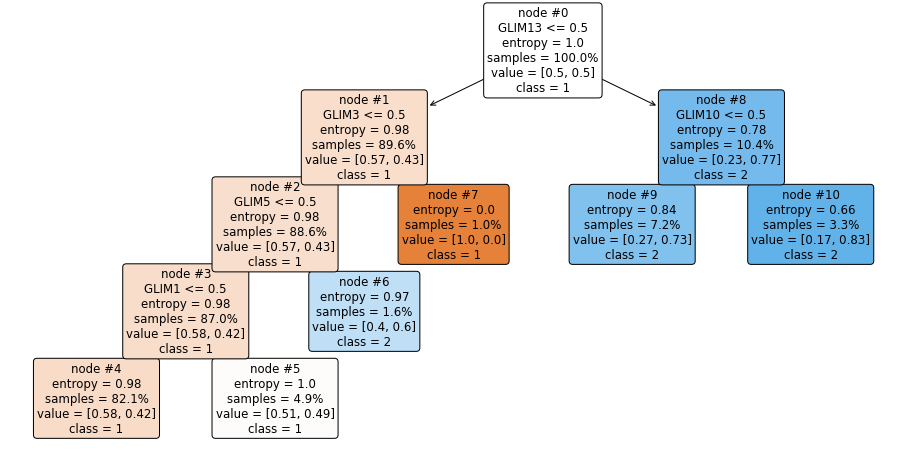 node #0
GLIM13 <= 0.5
entropy = 1.0
samples = 100.0%
value = [0.5, 0.5]
class = 1
node #1
GLIM3 <= 0.5
entropy = 0.98
samples = 89.6%
value = [0.57, 0.43]
class = 1
node #8
GLIM10 <= 0.5
entropy = 0.78
samples = 10.4%
value = [0.23, 0.77]
class = 2
node #2
GLIM5 <= 0.5
entropy = 0.98
samples = 88.6%
value = [0.57, 0.43]
class = 1
node #7
entropy = 0.0
samples = 1.0%
value = [1.0, 0.0]
class = 1
node #9
entropy = 0.84
samples = 7.2%
value = [0.27, 0.73]
class = 2
node #10
entropy = 0.66
samples = 3.3%
value = [0.17, 0.83]
class = 2
node #3
GLIM1 <= 0.5
entropy = 0.98
samples = 87.0%
value = [0.58, 0.42]
class = 1
node #6
entropy = 0.97
samples = 1.6%
value = [0.4, 0.6]
class = 2
node #4
entropy = 0.98
samples = 82.1%
value = [0.58, 0.42]
class = 1
node #5
entropy = 1.0
samples = 4.9%
value = [0.51, 0.49]
class = 1